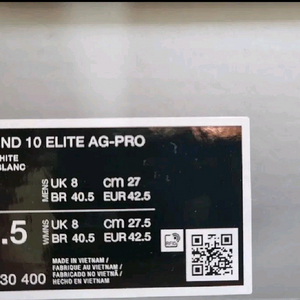 ND 10 ELITE AG-PRO
HITE
BLANC
MENS UK 8 cm 27
BR 40.5 EUR 42.5
.5 WMNS UK 8 cm 27.5
BR 40.5 EUR 42.5
MADE IN VIETNAM /
FABRIQUÉ AU VIETNAM /
FABRICADO NO VIETNÃ /
HECHO EN VIETNAM
30 400